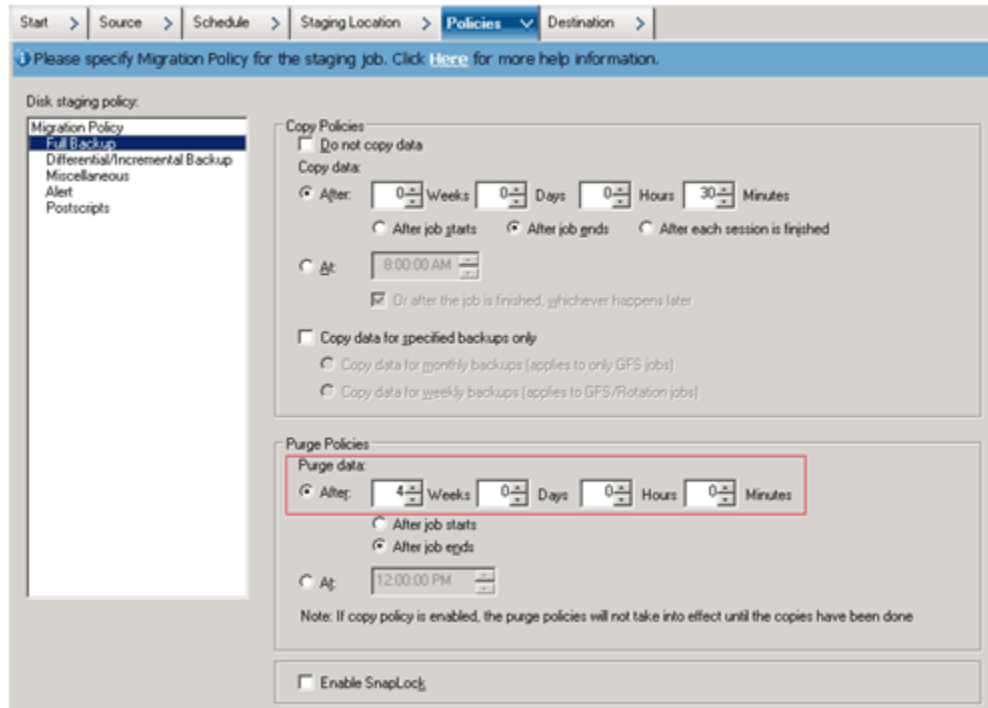 Start > Source > Schedule > Staging Location > Policies Destination >
Please specify Migration Policy for the staging job. Click Here for more help information.
Disk staging policy:
Migration Policy
Full Backup
Differential/Incremental Backup
Miscellaneous
Alert
Postscripts
Copy Policies
Do not copy data
Copy data:
After: 0 Weeks 0 Days 0 Hours 30 Minutes
After job starts After job ends After each session is finished
At: 8:00:00 AM
Or after the job is finished, whichever happens later
Copy data for specified backups only
Copy data for monthly backups (applies to only GFS jobs)
Copy data for weekly backups (applies to GFS/Rotation jobs)
Purge Policies
Purge data:
After: 4 Weeks 0 Days 0 Hours 0 Minutes
After job starts
After job ends
At: 12:00:00 PM
Note: If copy policy is enabled, the purge policies will not take into effect until the copies have been done
Enable SnapLock